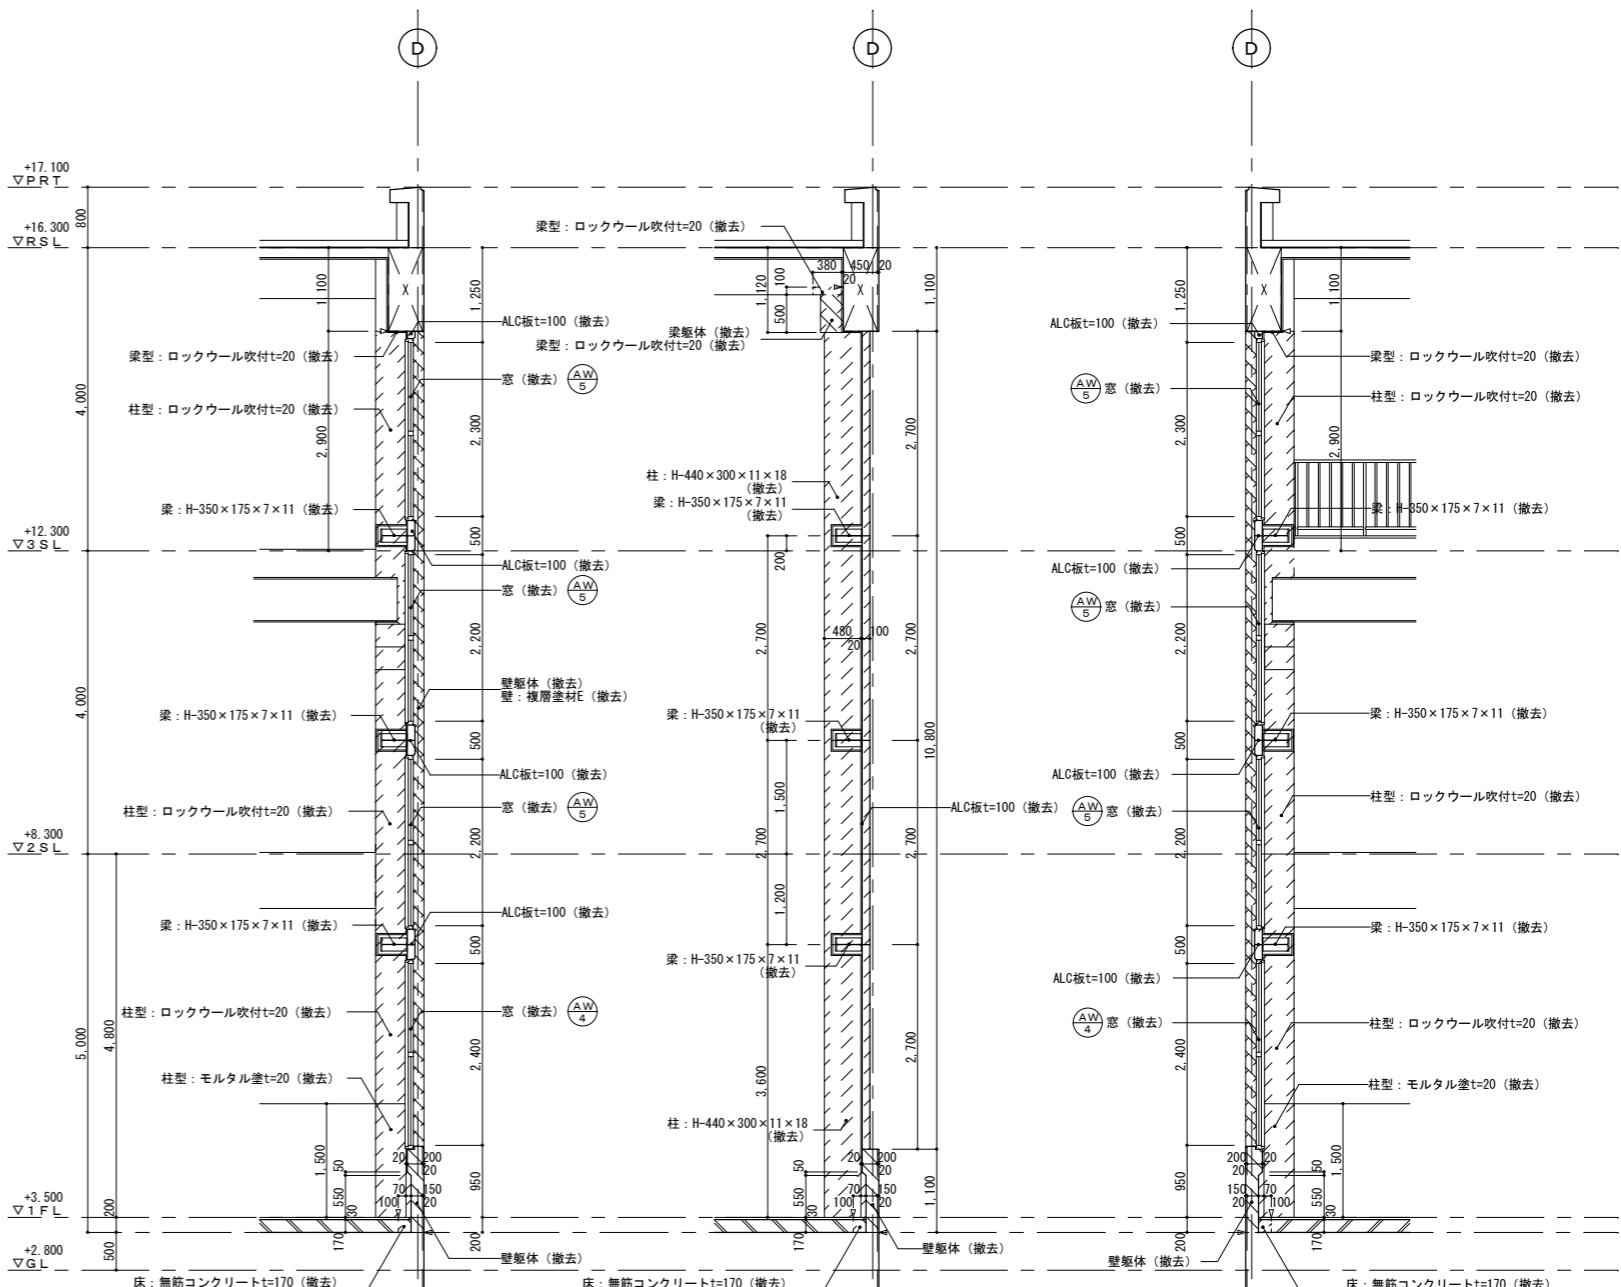 D
D
D
+17.100
▽PRT
800
+16.300
▽RSL
4,000
+12.300
▽3SL
4,000
+8.300
▽2SL
5,000
4,800
+3.500
▽1FL
200
500
+2.800
▽GL
1,100
2,900
梁型：ロックウール吹付t=20（撤去）
柱型：ロックウール吹付t=20（撤去）
梁：H-350×175×7×11（撤去）
梁：H-350×175×7×11（撤去）
柱型：ロックウール吹付t=20（撤去）
梁：H-350×175×7×11（撤去）
柱型：ロックウール吹付t=20（撤去）
柱型：モルタル塗t=20（撤去）
1,500
50
550
30
170
20
200
20
70
150
100
20
床：無筋コンクリートt=170（撤去）
ALC板t=100（撤去）
窓（撤去）
AW
5
ALC板t=100（撤去）
窓（撤去）
AW
5
壁躯体（撤去）
壁：複層塗材E（撤去）
ALC板t=100（撤去）
窓（撤去）
AW
5
ALC板t=100（撤去）
窓（撤去）
AW
4
壁躯体（撤去）
1,250
2,300
500
2,200
500
2,200
500
2,400
950
200
梁型：ロックウール吹付t=20（撤去）
380
450
20
20
1,120
100
500
梁躯体（撤去）
梁型：ロックウール吹付t=20（撤去）
柱：H-440×300×11×18
（撤去）
梁：H-350×175×7×11
（撤去）
200
2,700
480
100
20
梁：H-350×175×7×11
（撤去）
1,500
2,700
1,200
梁：H-350×175×7×11
（撤去）
3,600
柱：H-440×300×11×18
（撤去）
50
550
30
170
20
200
20
70
150
100
20
床：無筋コンクリートt=170（撤去）
壁躯体（撤去）
ALC板t=100（撤去）
1,100
2,700
2,700
2,700
2,700
10,800
1,100
1,250
2,300
500
2,200
500
2,200
500
2,400
950
200
ALC板t=100（撤去）
AW
5
窓（撤去）
ALC板t=100（撤去）
AW
5
窓（撤去）
ALC板t=100（撤去）
AW
5
窓（撤去）
ALC板t=100（撤去）
AW
4
窓（撤去）
壁躯体（撤去）
1,100
2,900
梁型：ロックウール吹付t=20（撤去）
柱型：ロックウール吹付t=20（撤去）
梁：H-350×175×7×11（撤去）
梁：H-350×175×7×11（撤去）
柱型：ロックウール吹付t=20（撤去）
梁：H-350×175×7×11（撤去）
柱型：ロックウール吹付t=20（撤去）
柱型：モルタル塗t=20（撤去）
1,500
50
550
30
170
200
20
20
150
70
20
100
床：無筋コンクリートt=170（撤去）